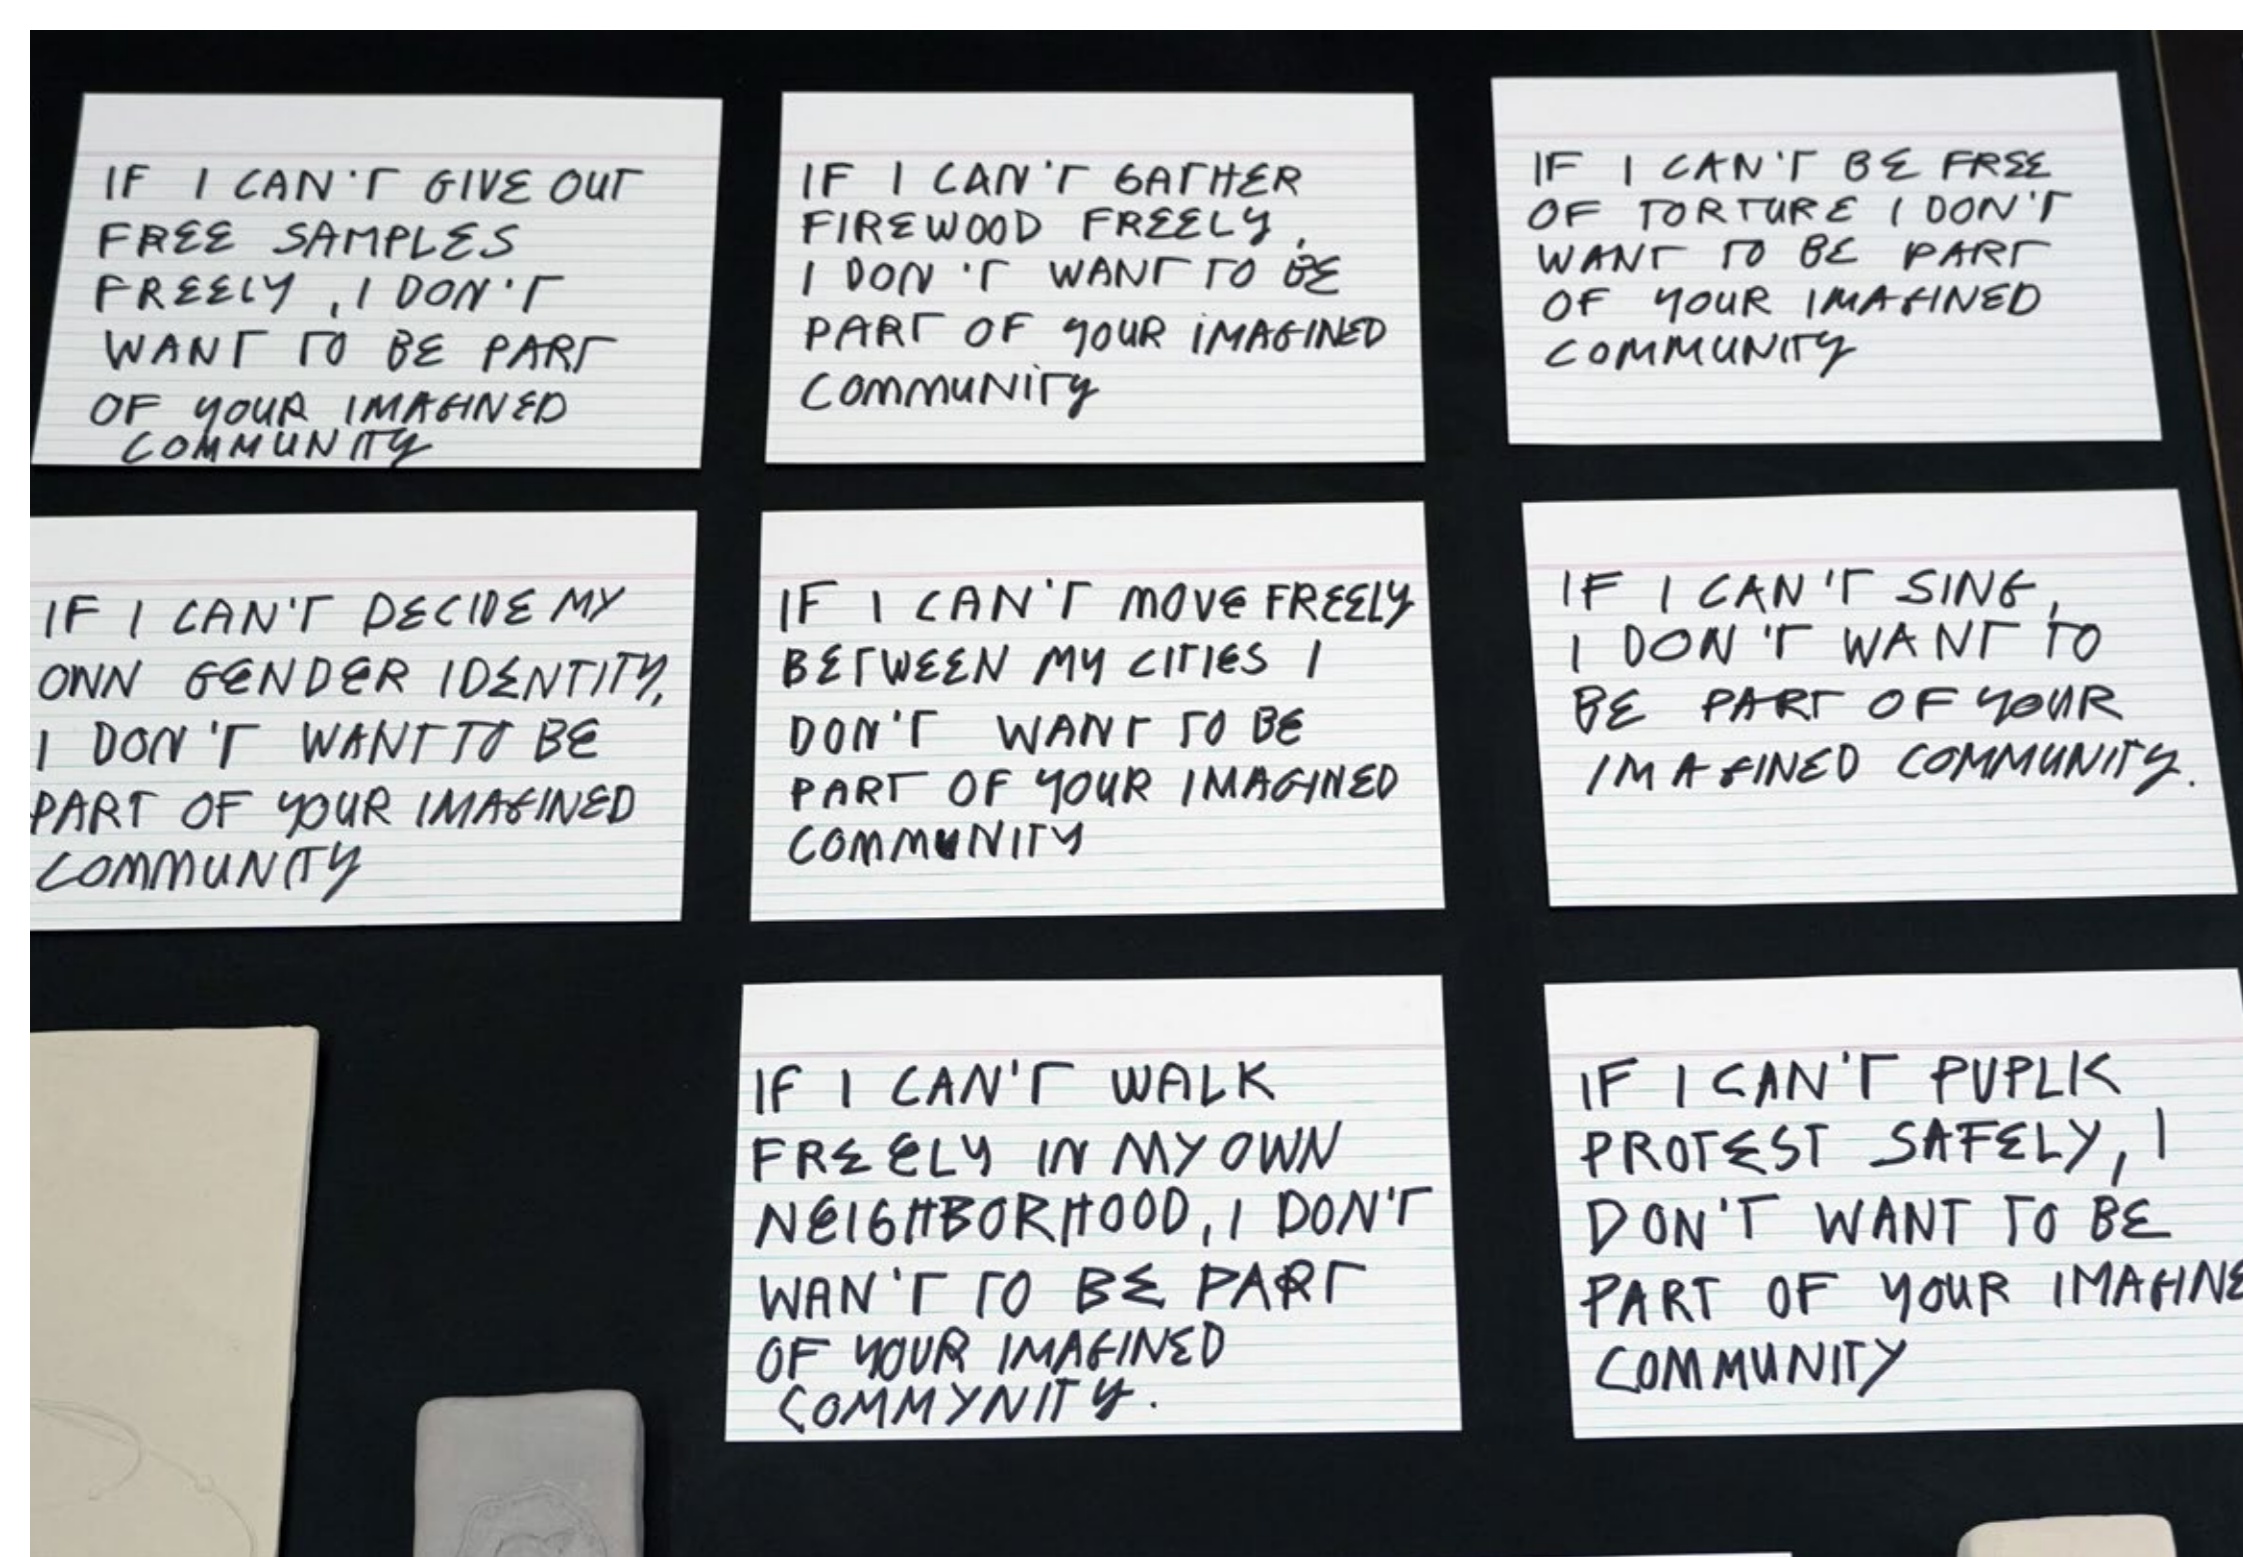 IF I CAN'T GIVE OUT
FREE SAMPLES
FREELY, I DON'T
WANT TO BE PART
OF YOUR IMAGINED
COMMUNITY
IF I CAN'T GATHER
FIREWOOD FREELY,
I DON'T WANT TO BE
PART OF YOUR IMAGINED
COMMUNITY
IF I CAN'T BE FREE
OF TORTURE I DON'T
WANT TO BE PART
OF YOUR IMAGINED
COMMUNITY
IF I CAN'T DECIDE MY
OWN GENDER IDENTITY,
I DON'T WANT TO BE
PART OF YOUR IMAGINED
COMMUNITY
IF I CAN'T MOVE FREELY
BETWEEN MY CITIES I
DON'T WANT TO BE
PART OF YOUR IMAGINED
COMMUNITY
IF I CAN'T SING,
I DON'T WANT TO
BE PART OF YOUR
IMAGINED COMMUNITY.
IF I CAN'T WALK
FREELY IN MY OWN
NEIGHBORHOOD, I DON'T
WAN'T TO BE PART
OF YOUR IMAGINED
COMMYNITY.
IF I CAN'T PUPLIC
PROTEST SAFELY, I
DON'T WANT TO BE
PART OF YOUR IMAGINE
COMMUNITY